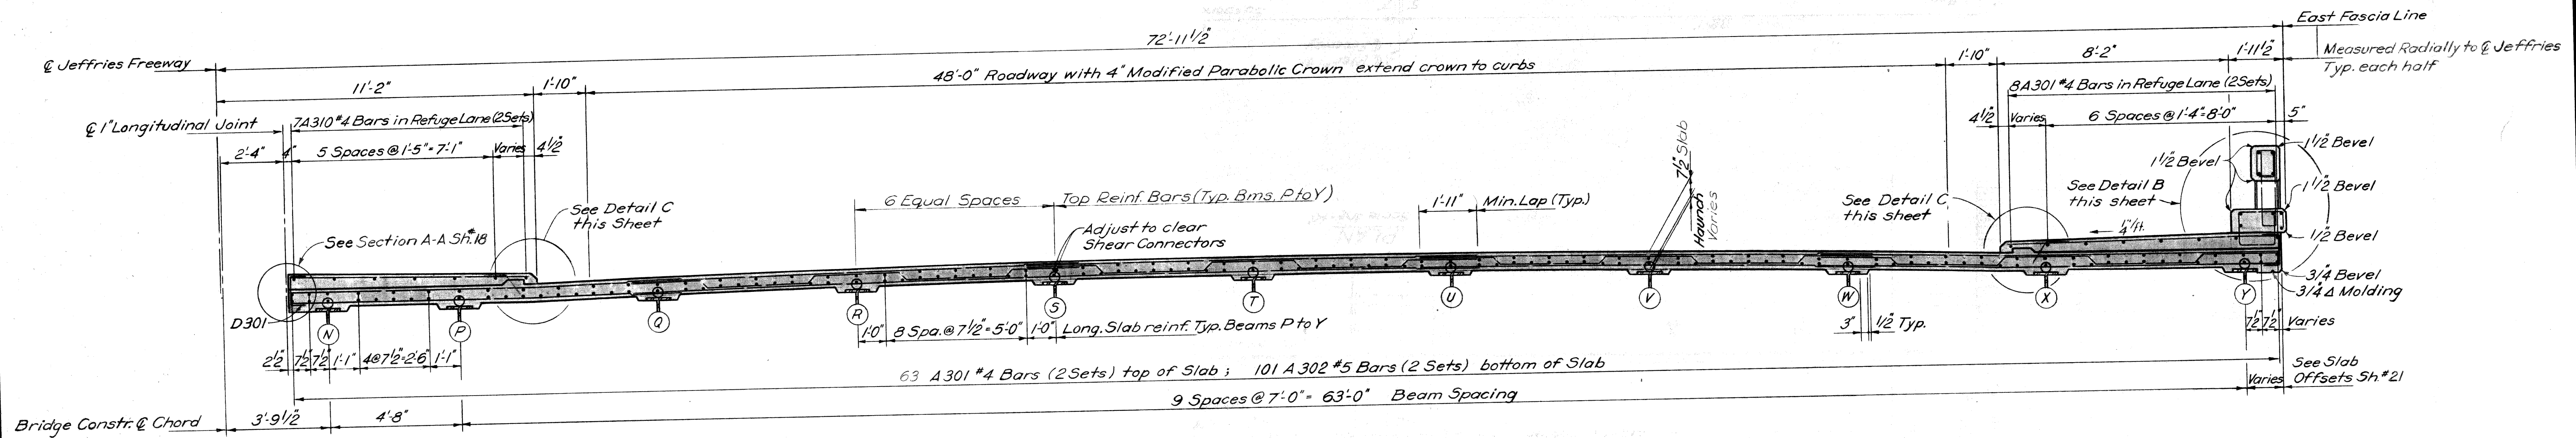 East Fascia Line
72'-11 1/2"
℄ Jeffries Freeway
1'-10"
8'-2"
1'-11 1/2"
Measured Radially to ℄ Jeffries
Typ. each half
48'-0" Roadway with 4" Modified Parabolic Crown extend crown to curbs
11'-2"
1'-10"
8A301 #4 Bars in Refuge Lane (2 Sets)
℄ 1" Longitudinal Joint
7A310 #4 Bars in Refuge Lane (2 Sets)
4 1/2"
Varies
6 Spaces @ 1'-4" = 8'-0"
5"
2'-4"
4"
5 Spaces @ 1'-5" = 7'-1"
Varies
4 1/2"
7 1/2" Slab
Haunch
Varies
1 1/2" Bevel
1 1/2" Bevel
1 1/2" Bevel
6 Equal Spaces
Top Reinf. Bars (Typ. Bms. P to Y)
1'-11"
Min. Lap (Typ.)
See Detail C
this sheet
See Detail B
this sheet
See Detail C
this Sheet
See Section A-A Sh.#18
Adjust to clear
Shear Connectors
1/4"/ft.
1/2" Bevel
3/4 Bevel
3/4" Δ Molding
D301
N
P
Q
R
S
T
U
V
W
X
Y
1'-0"
8 Spa. @ 7 1/2" = 5'-0"
1'-0"
Long. Slab reinf. Typ. Beams P to Y
3"
1/2" Typ.
7 1/2"
7 1/2"
Varies
2 1/2"
7 1/2"
7 1/2"
1'-1"
4 @ 7 1/2" = 2'-6"
1'-1"
63 A301 #4 Bars (2 Sets) top of Slab ; 101 A302 #5 Bars (2 Sets) bottom of Slab
See Slab
Offsets Sh.#21
Varies
9 Spaces @ 7'-0" = 63'-0" Beam Spacing
Bridge Constr. ℄ Chord
3'-9 1/2"
4'-8"